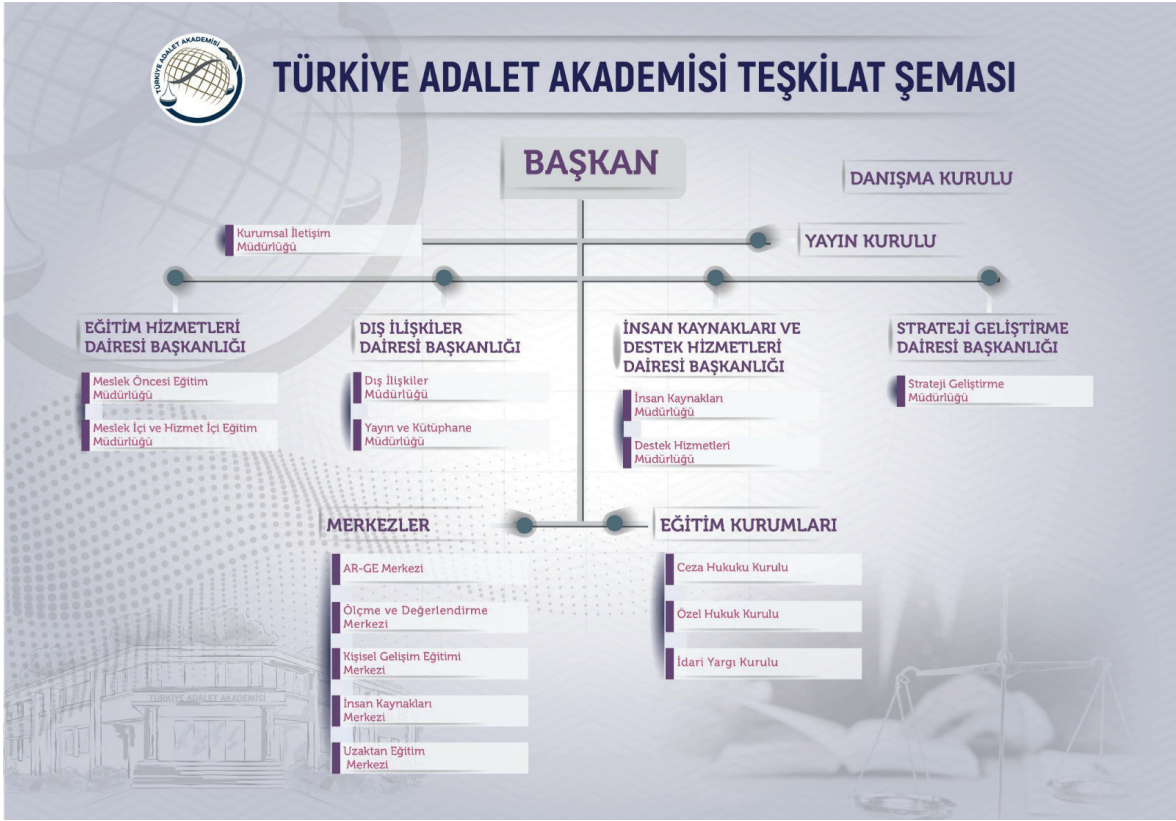 TÜRKİYE ADALET AKADEMİSİ
TÜRKİYE ADALET AKADEMİSİ TEŞKİLAT ŞEMASI
BAŞKAN
DANIŞMA KURULU
Kurumsal İletişim
Müdürlüğü
YAYIN KURULU
EĞİTİM HİZMETLERİ
DAİRESİ BAŞKANLIĞI
Meslek Öncesi Eğitim
Müdürlüğü
Meslek İçi ve Hizmet İçi Eğitim
Müdürlüğü
DIŞ İLİŞKİLER
DAİRESİ BAŞKANLIĞI
Dış İlişkiler
Müdürlüğü
Yayın ve Kütüphane
Müdürlüğü
İNSAN KAYNAKLARI VE
DESTEK HİZMETLERİ
DAİRESİ BAŞKANLIĞI
İnsan Kaynakları
Müdürlüğü
Destek Hizmetleri
Müdürlüğü
STRATEJİ GELİŞTİRME
DAİRESİ BAŞKANLIĞI
Strateji Geliştirme
Müdürlüğü
MERKEZLER
AR-GE Merkezi
Ölçme ve Değerlendirme
Merkezi
Kişisel Gelişim Eğitimi
Merkezi
İnsan Kaynakları
Merkezi
Uzaktan Eğitim
Merkezi
EĞİTİM KURUMLARI
Ceza Hukuku Kurulu
Özel Hukuk Kurulu
İdari Yargı Kurulu
TÜRKİYE ADALET AKADEMİSİ